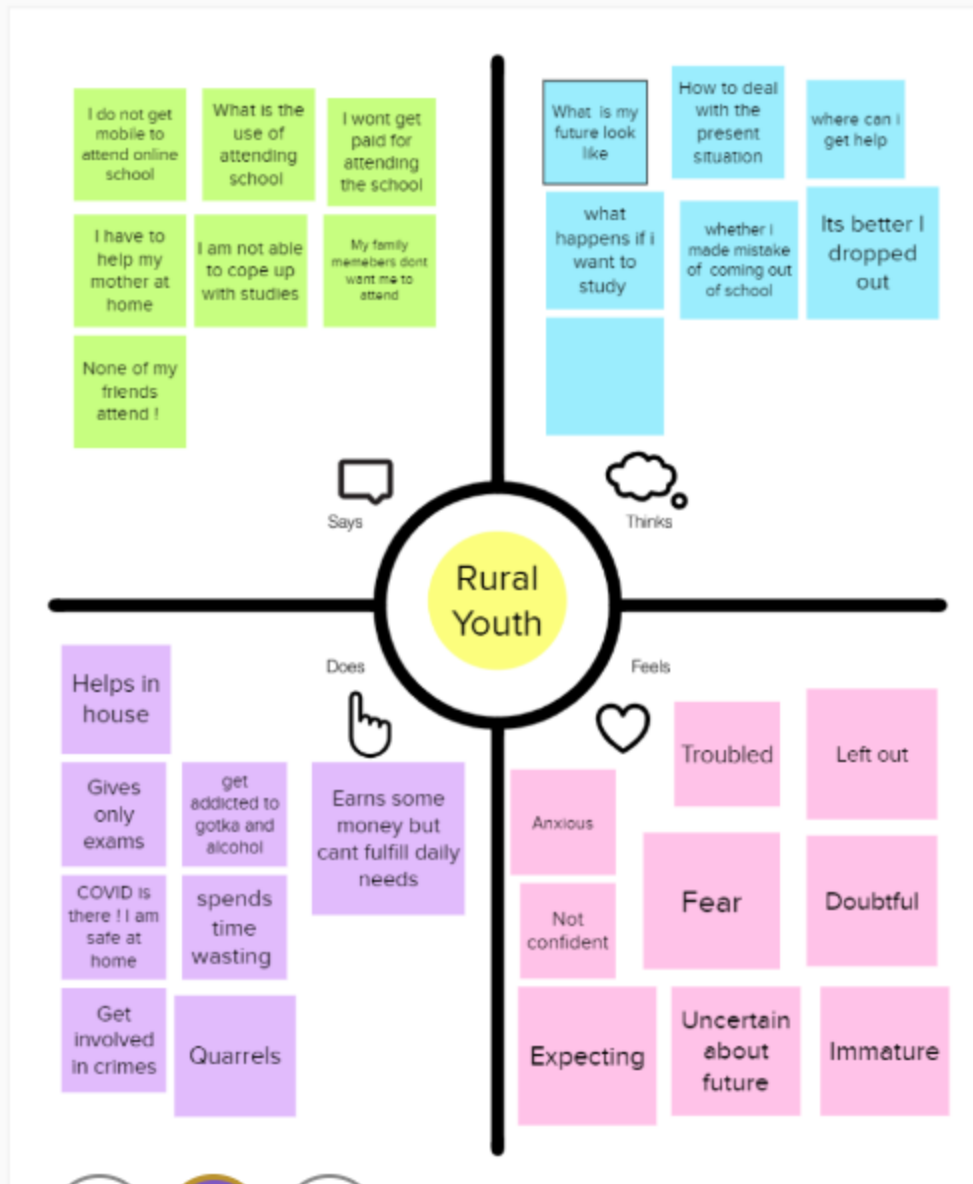 I do not get
mobile to
attend online
school
What is the
use of
attending
school
I wont get
paid for
attending
the school
I have to
help my
mother at
home
I am not able
to cope up
with studies
My family
memebers dont
want me to
attend
None of my
friends
attend !
Says
What is my
future look
like
How to deal
with the
present
situation
where can i
get help
what
happens if i
want to
study
whether i
made mistake
of coming out
of school
Its better I
dropped
out
Thinks
Rural
Youth
Does
Helps in
house
Gives
only
exams
get
addicted to
gotka and
alcohol
Earns some
money but
cant fulfill daily
needs
COVID is
there ! I am
safe at
home
spends
time
wasting
Get
involved
in crimes
Quarrels
Feels
Troubled
Left out
Anxious
Fear
Doubtful
Not
confident
Expecting
Uncertain
about
future
Immature